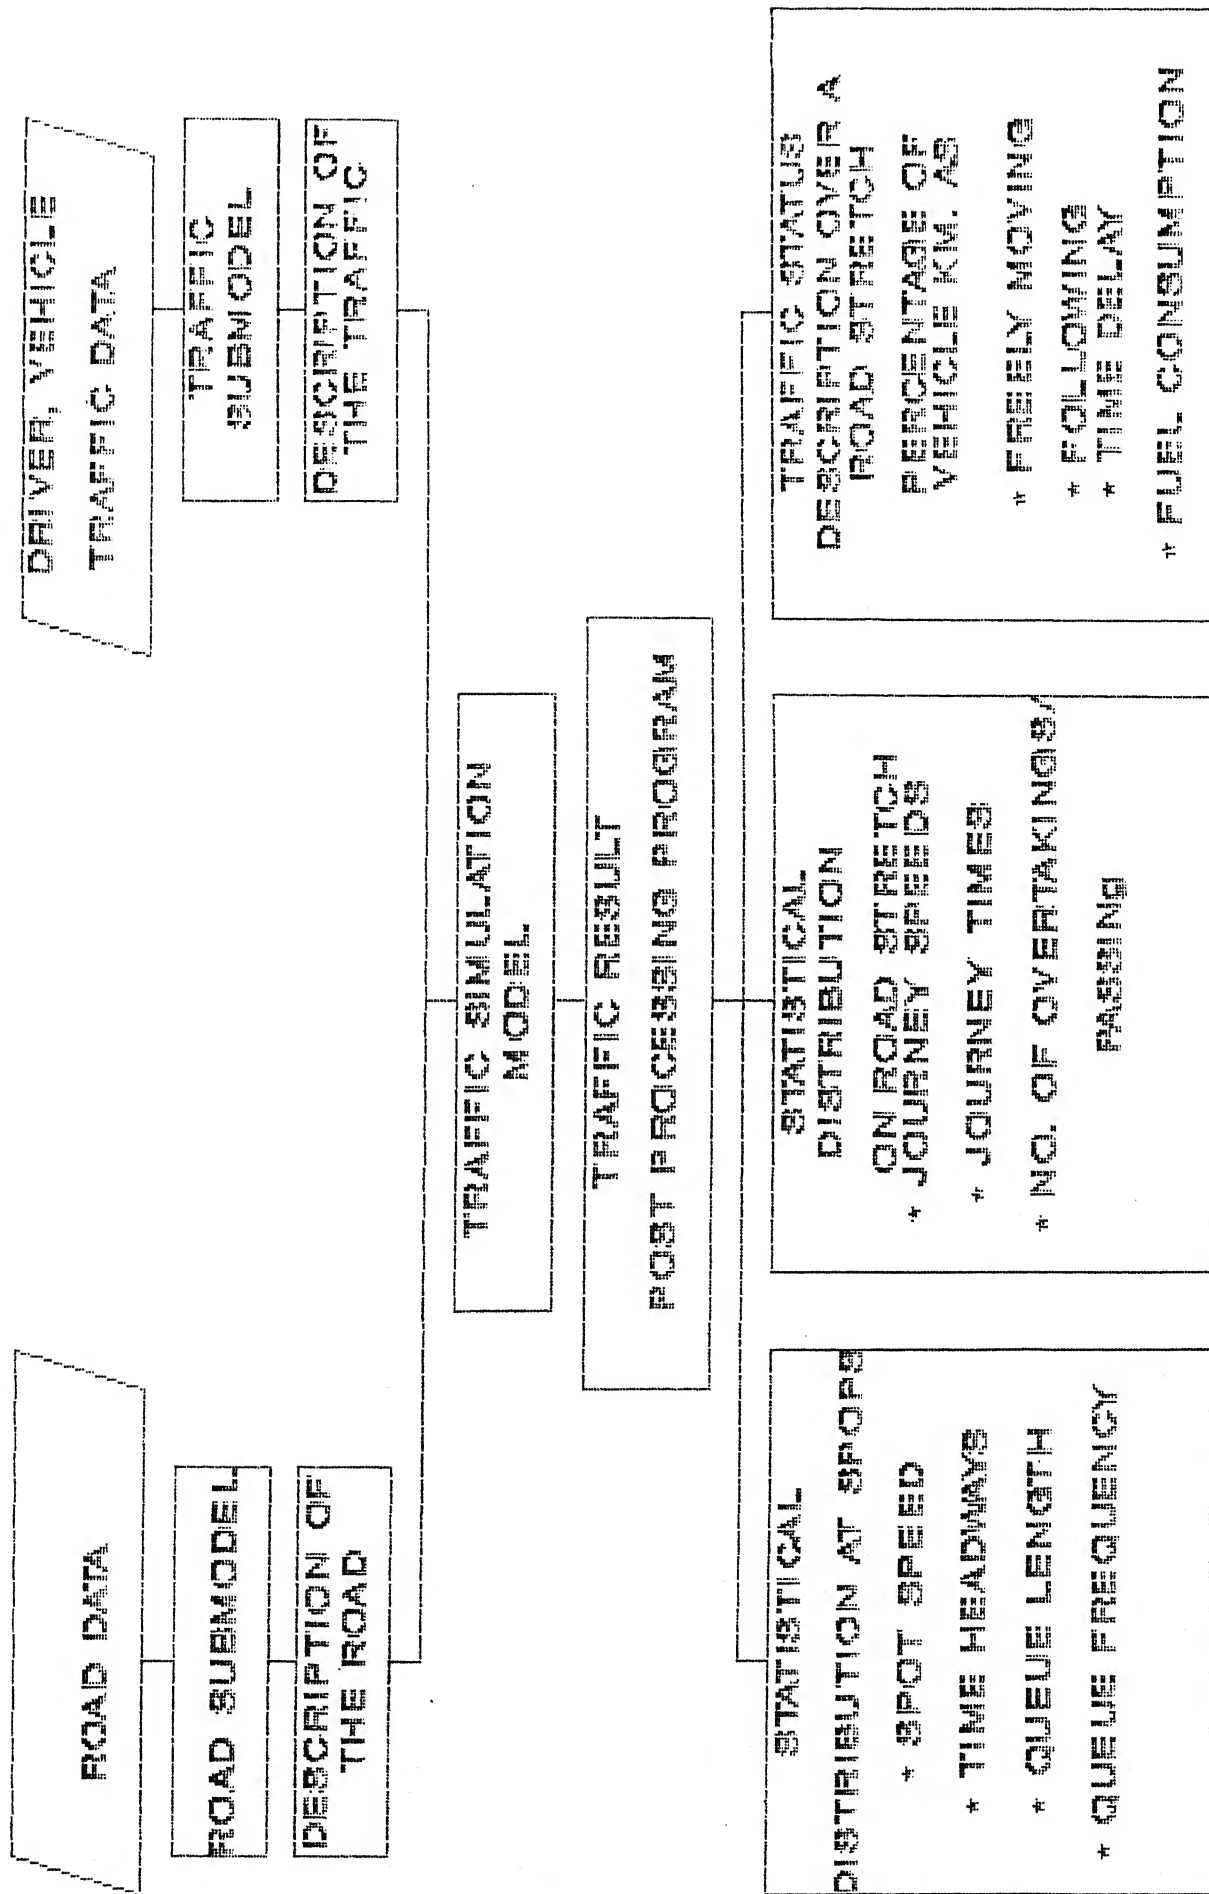 ROAD DATA
ROAD SUBMODEL
DESCRIPTION OF
THE ROAD
DRIVER, VEHICLE
TRAFFIC DATA
TRAFFIC
SUBMODEL
DESCRIPTION OF
THE TRAFFIC
TRAFFIC SIMULATION
MODEL
TRAFFIC RESULT
POST PROCESSING PROGRAM
STATISTICAL
DISTRIBUTION AT SPOPS
* SPOT SPEED
* TIME HEADWAYS
* QUEUE LENGTH
* QUEUE FREQUENCY
STATISTICAL
DISTRIBUTION
ON ROAD STRETCH
* JOURNEY SPEEDS
* JOURNEY TIMES
* NO. OF OVERTAKINGS/
PASSINg
TRAFFIC STATUS
DESCRIPTION OVER A
ROAD STRETCH
PERCENTAGE OF
VEHICLE KM. AS
* FREELY MOVING
* FOLLOWING
* TIME DELAY
* FUEL CONSUMPTION